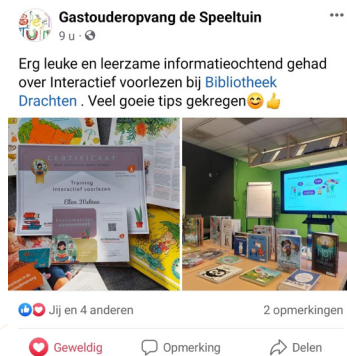 Gastouderopvang de Speeltuin
9 u ·
Erg leuke en leerzame informatieochtend gehad
over Interactief voorlezen bij Bibliotheek
Drachten . Veel goeie tips gekregen😊👍
CERTIFICAAT
Training
interactief voorlezen
Jij en 4 anderen
2 opmerkingen
Geweldig
Opmerking
Delen